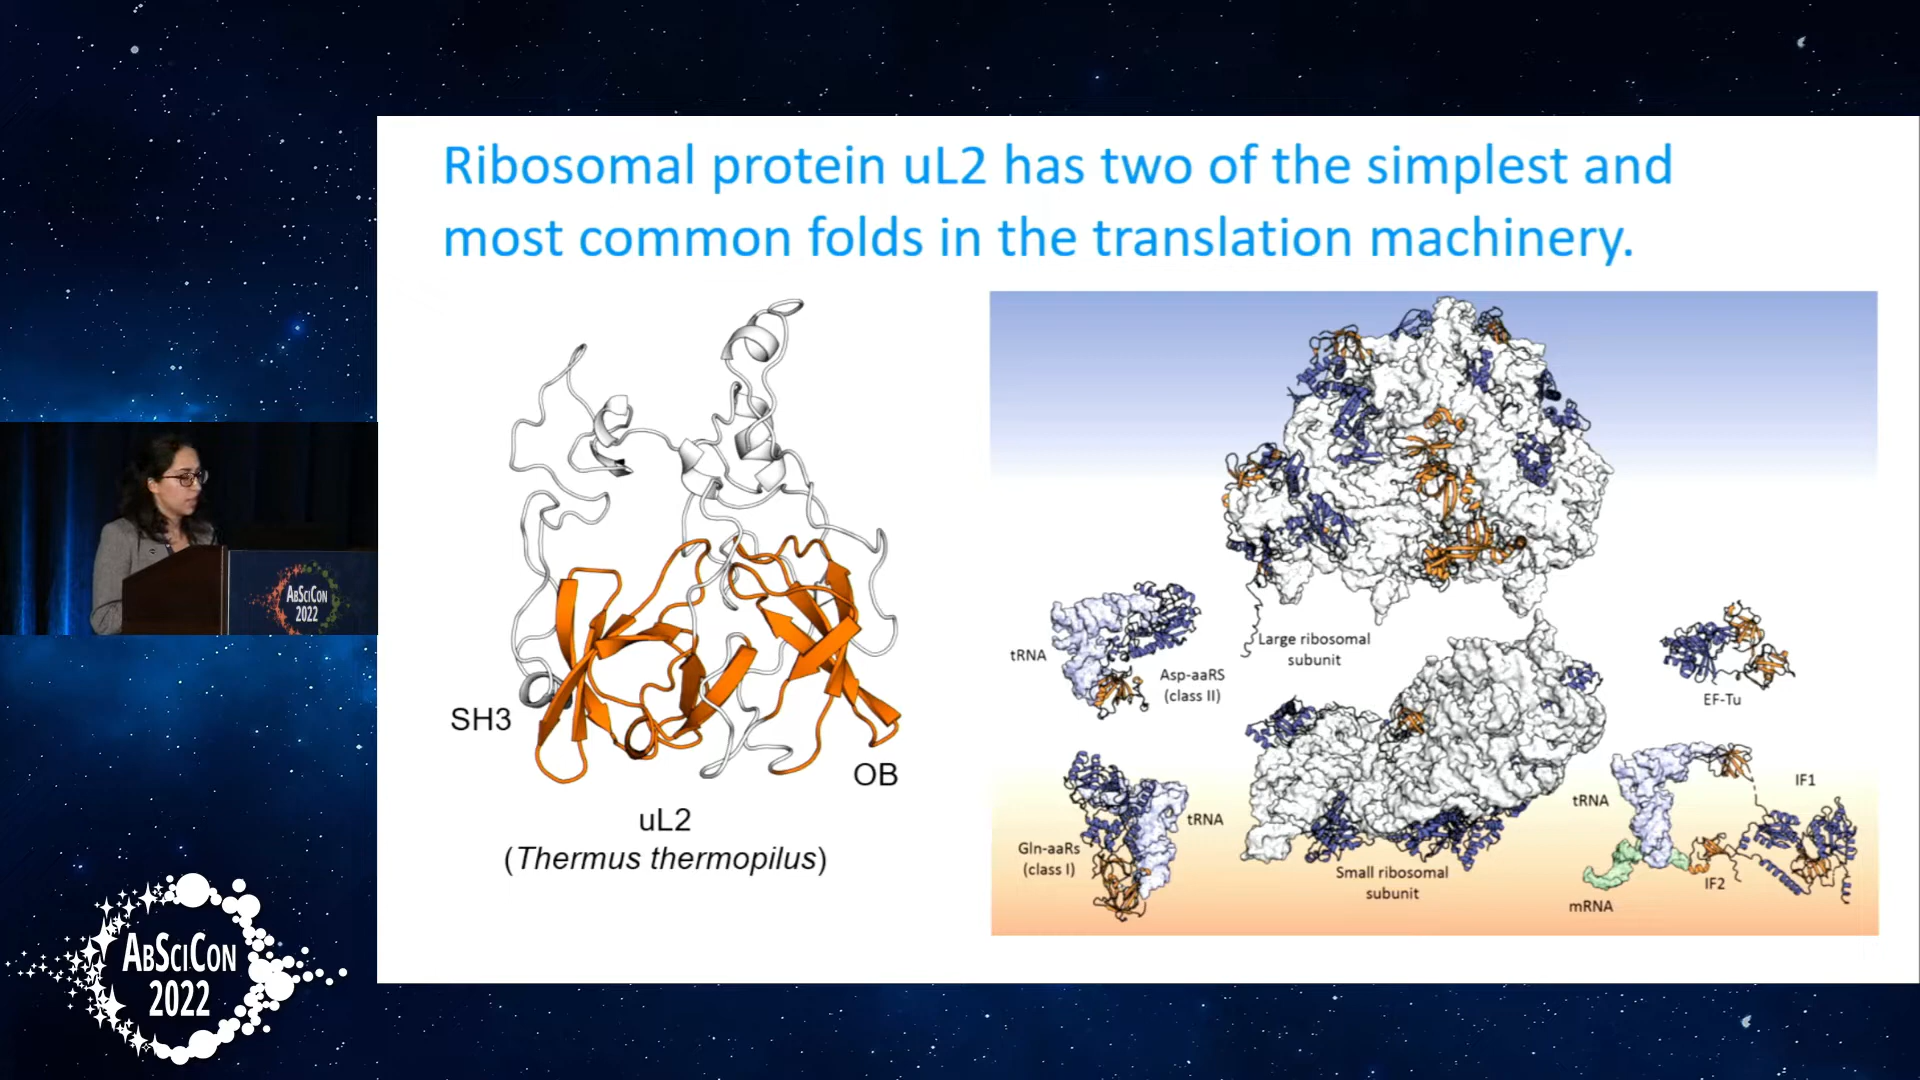 Ribosomal protein uL2 has two of the simplest and
most common folds in the translation machinery.
SH3
OB
uL2
(Thermus thermopilus)
tRNA
Asp-aaRS
(class II)
Large ribosomal
subunit
EF-Tu
Gln-aaRs
(class I)
tRNA
Small ribosomal
subunit
tRNA
IF1
IF2
mRNA
AbSciCon
2022
AbSciCon
2022